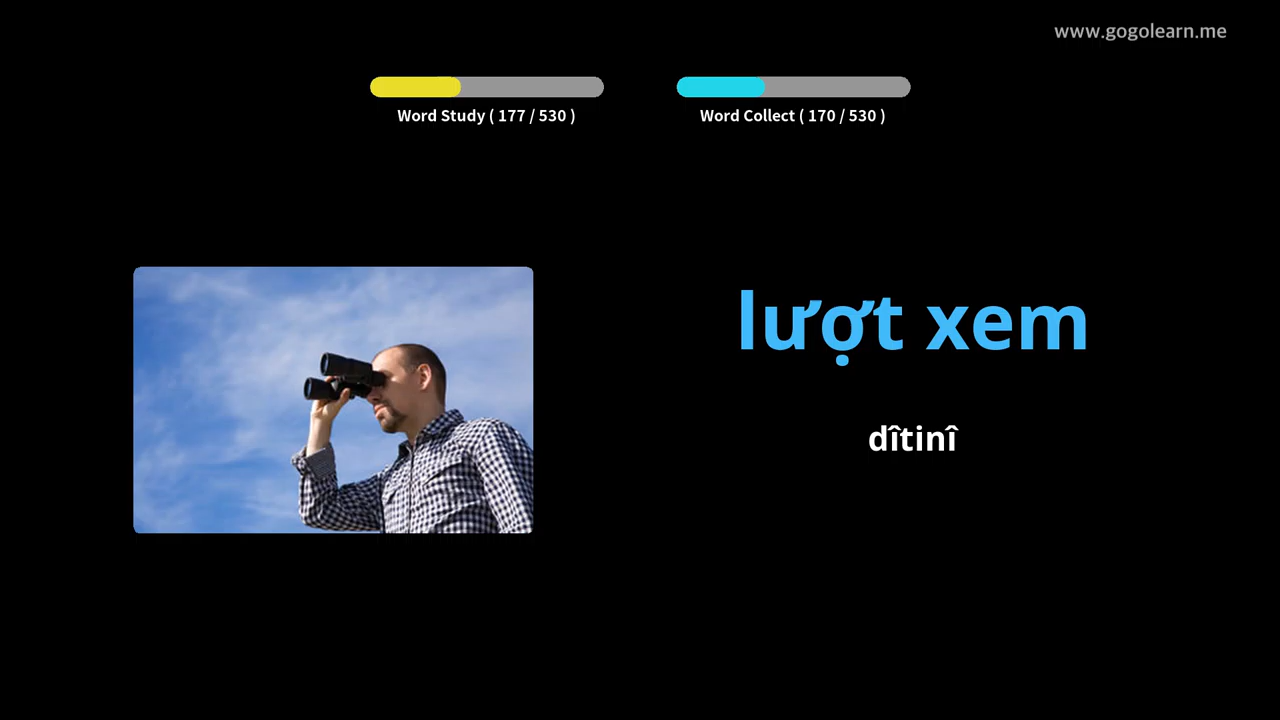 www.gogolearn.me
Word Study ( 177 / 530 )
Word Collect ( 170 / 530 )
lượt xem
dîtinî